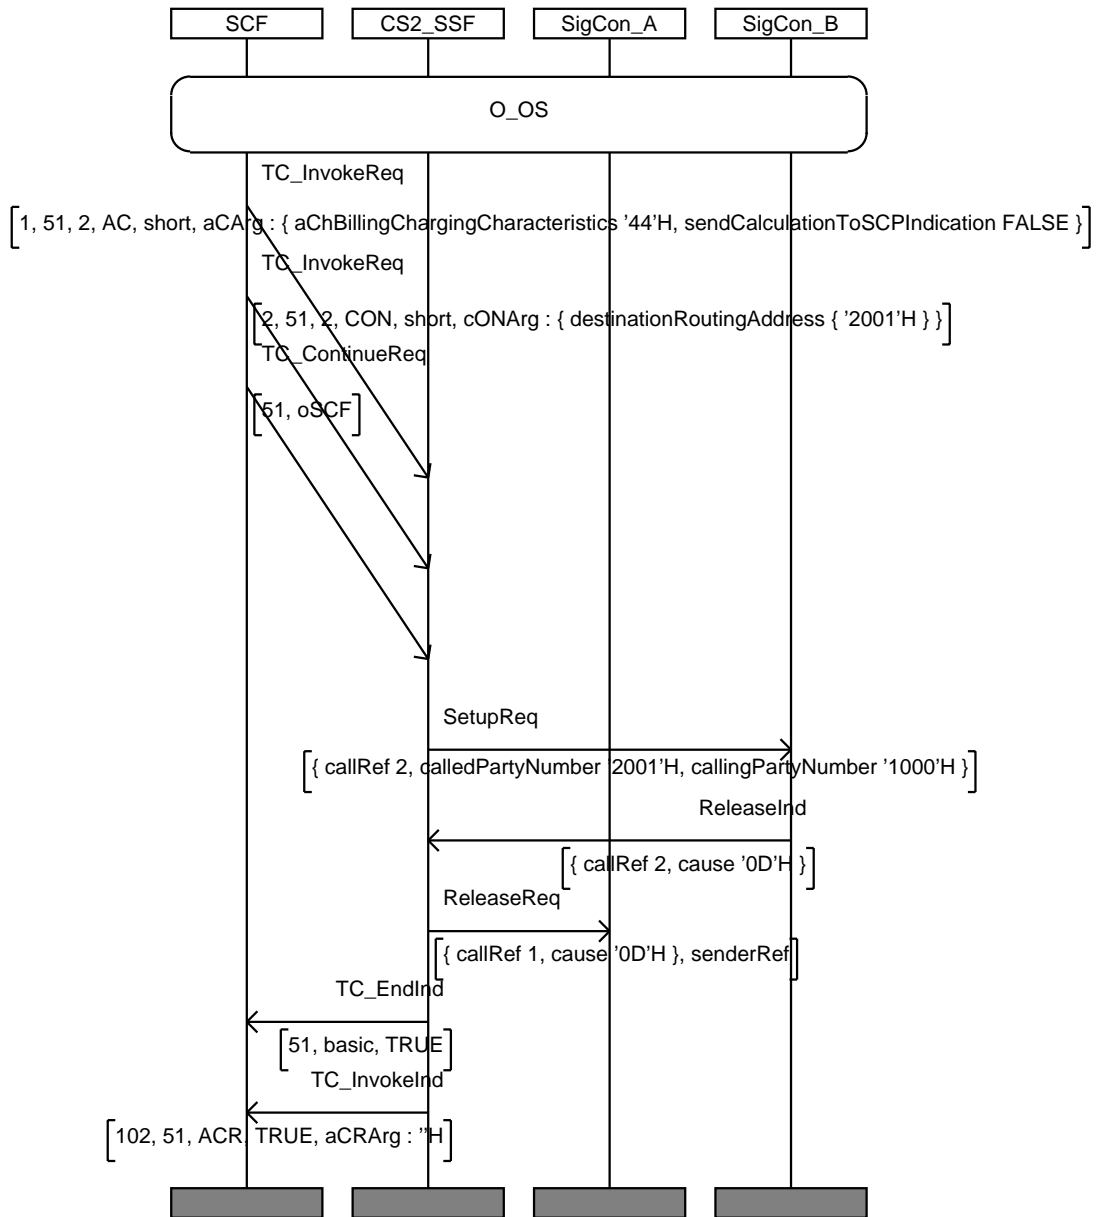 SCF CS2_SSF SigCon_A SigCon_B
O_OS
TC_InvokeReq
[1, 51, 2, AC, short, aCArg : { aChBillingChargingCharacteristics '44'H, sendCalculationToSCPIndication FALSE }]
TC_InvokeReq
[2, 51, 2, CON, short, cONArg : { destinationRoutingAddress { '2001'H } }]
TC_ContinueReq
[51, oSCF]
SetupReq
[{ callRef 2, calledPartyNumber '2001'H, callingPartyNumber '1000'H }]
ReleaseInd
[{ callRef 2, cause '0D'H }]
ReleaseReq
[{ callRef 1, cause '0D'H }, senderRef]
TC_EndInd
[51, basic, TRUE]
TC_InvokeInd
[102, 51, ACR, TRUE, aCRArg : ''H]